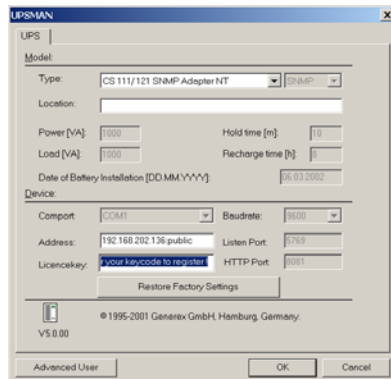 UPSMAN
UPS
Model:
Type: CS 111/121 SNMP Adapter NT SNMP
Location:
Power [VA]: 1000 Hold time [m]: 10
Load [VA]: 1000 Recharge time [h]: 8
Date of Battery Installation [DD.MM.YYYY]: 06.03.2002
Device:
Comport COM1 Baudrate: 9600
Address: 192.168.202.136:public Listen Port: 5769
Licencekey: r your keycode to register! HTTP Port: 8081
Restore Factory Settings
©1995-2001 Generex GmbH, Hamburg, Germany.
V5.0.00
Advanced User OK Cancel